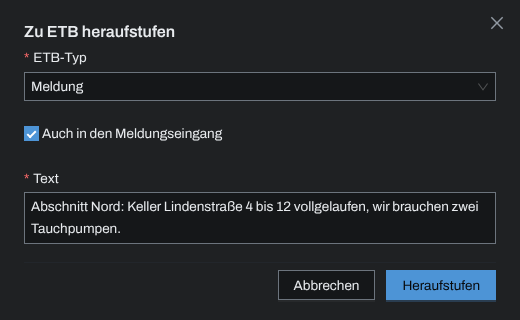 Zu ETB heraufstufen
* ETB-Typ
Meldung
Auch in den Meldungseingang
* Text
Abschnitt Nord: Keller Lindenstraße 4 bis 12 vollgelaufen, wir brauchen zwei
Tauchpumpen.
Abbrechen
Heraufstufen